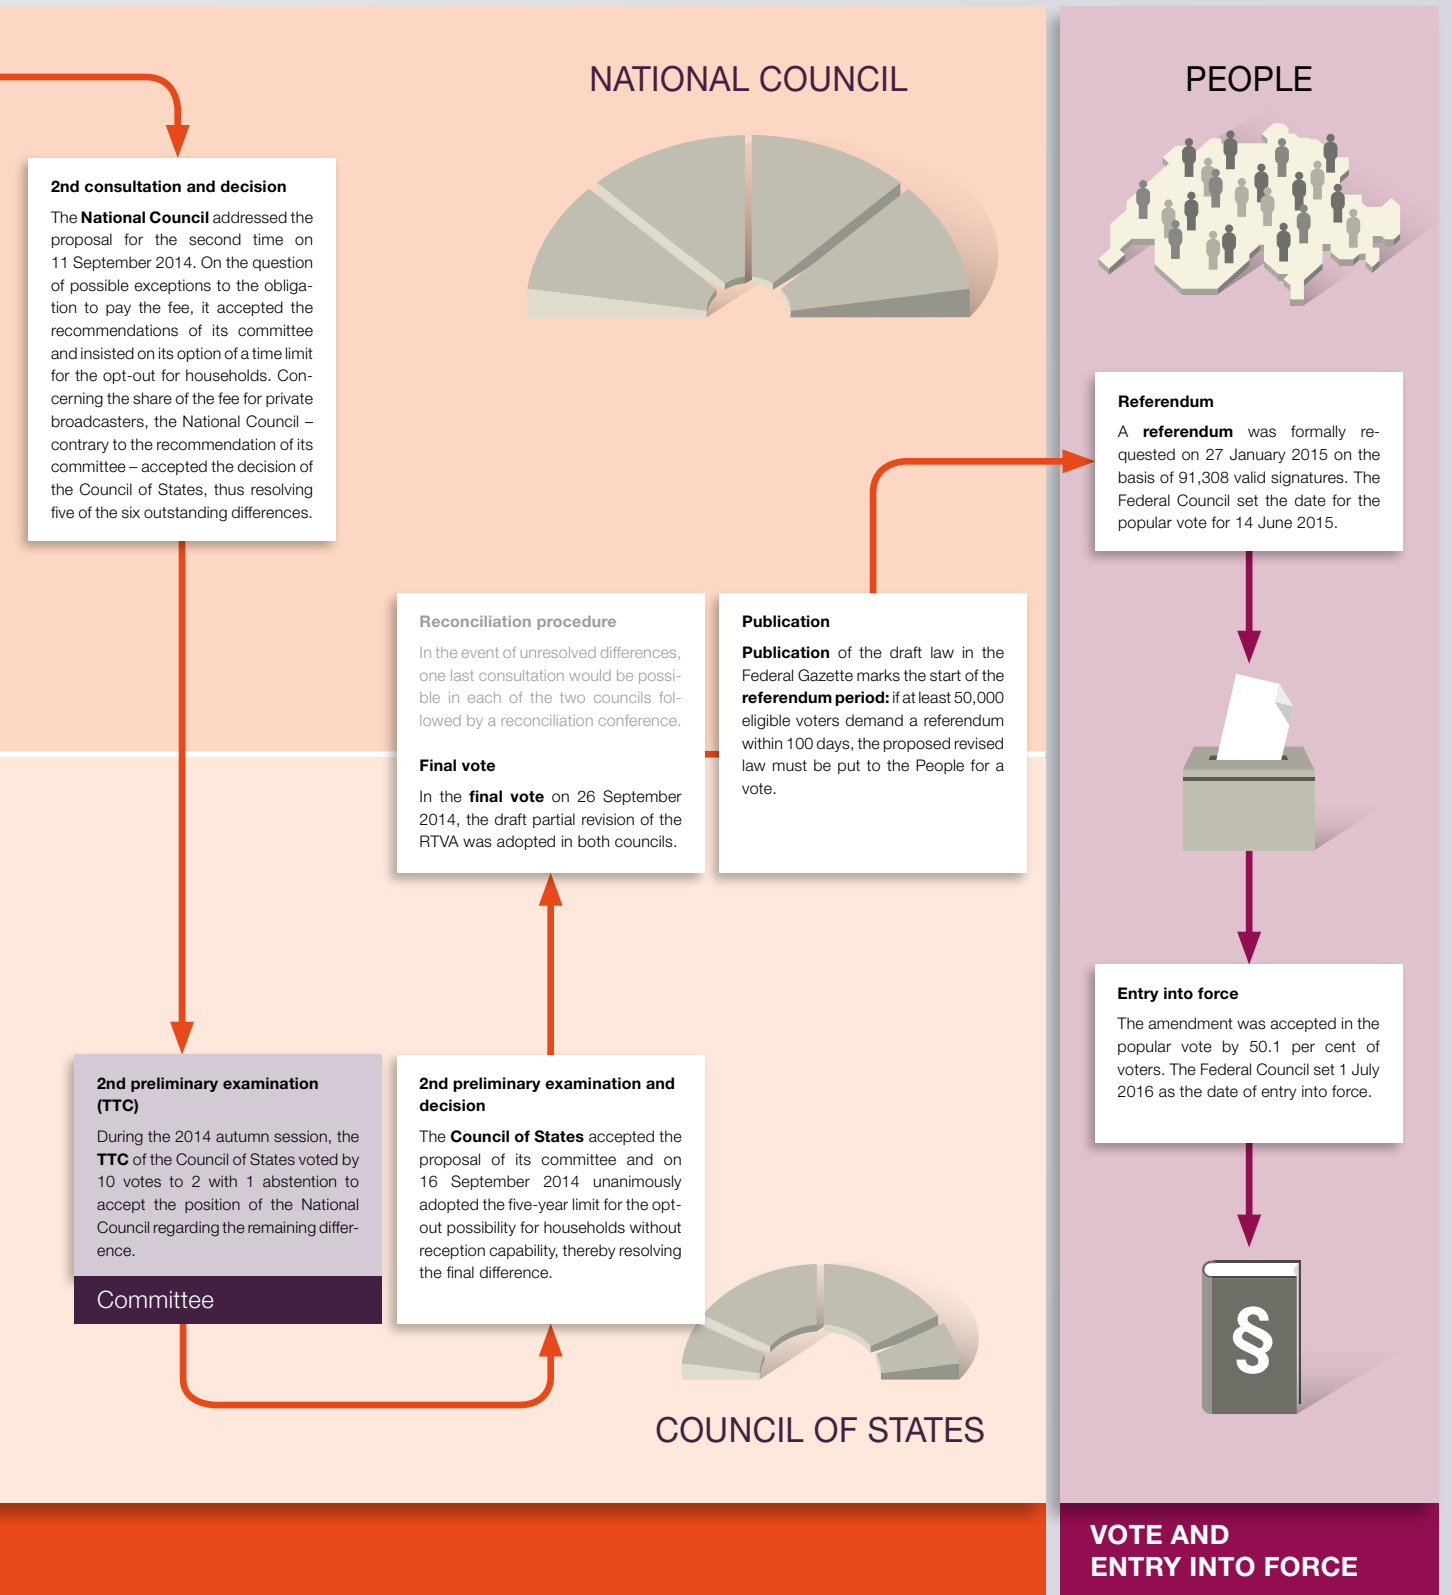 NATIONAL COUNCIL
2nd consultation and decision
The National Council addressed the
proposal for the second time on
11 September 2014. On the question
of possible exceptions to the obliga-
tion to pay the fee, it accepted the
recommendations of its committee
and insisted on its option of a time limit
for the opt-out for households. Con-
cerning the share of the fee for private
broadcasters, the National Council –
contrary to the recommendation of its
committee – accepted the decision of
the Council of States, thus resolving
five of the six outstanding differences.
2nd preliminary examination
(TTC)
During the 2014 autumn session, the
TTC of the Council of States voted by
10 votes to 2 with 1 abstention to
accept the position of the National
Council regarding the remaining differ-
ence.
Committee
2nd preliminary examination and
decision
The Council of States accepted the
proposal of its committee and on
16 September 2014 unanimously
adopted the five-year limit for the opt-
out possibility for households without
reception capability, thereby resolving
the final difference.
COUNCIL OF STATES
Reconciliation procedure
In the event of unresolved differences,
one last consultation would be possi-
ble in each of the two councils fol-
lowed by a reconciliation conference.
Final vote
In the final vote on 26 September
2014, the draft partial revision of the
RTVA was adopted in both councils.
Publication
Publication of the draft law in the
Federal Gazette marks the start of the
referendum period: if at least 50,000
eligible voters demand a referendum
within 100 days, the proposed revised
law must be put to the People for a
vote.
PEOPLE
Referendum
A referendum was formally re-
quested on 27 January 2015 on the
basis of 91,308 valid signatures. The
Federal Council set the date for the
popular vote for 14 June 2015.
Entry into force
The amendment was accepted in the
popular vote by 50.1 per cent of
voters. The Federal Council set 1 July
2016 as the date of entry into force.
§
VOTE AND
ENTRY INTO FORCE